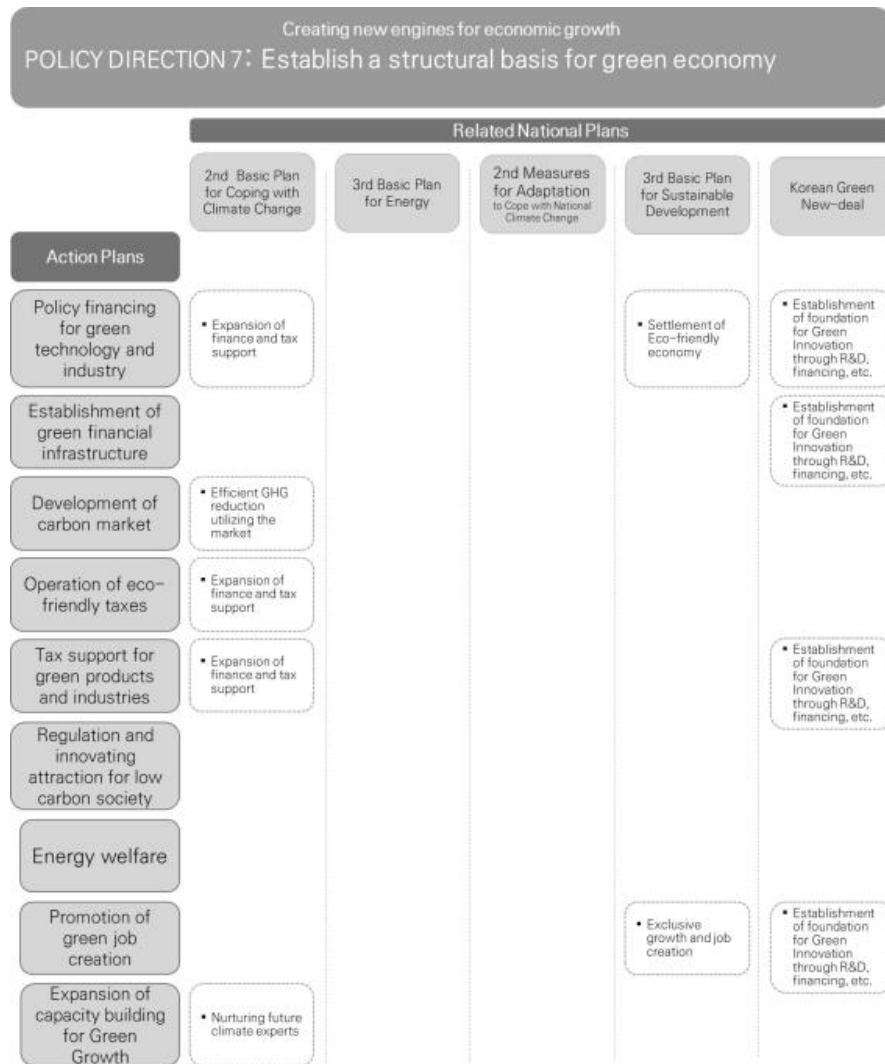 Creating new engines for economic growth
POLICY DIRECTION 7: Establish a structural basis for green economy
Related National Plans
2nd Basic Plan
for Coping with
Climate Change
3rd Basic Plan
for Energy
2nd Measures
for Adaptation
to Cope with National
Climate Change
3rd Basic Plan
for Sustainable
Development
Korean Green
New-deal
Action Plans
Policy financing
for green
technology and
industry
▪ Expansion of
finance and tax
support
▪ Settlement of
Eco-friendly
economy
▪ Establishment
of foundation
for Green
Innovation
through R&D,
financing, etc.
Establishment of
green financial
infrastructure
▪ Establishment
of foundation
for Green
Innovation
through R&D,
financing, etc.
Development of
carbon market
▪ Efficient GHG
reduction
utilizing the
market
Operation of eco-
friendly taxes
▪ Expansion of
finance and tax
support
Tax support for
green products
and industries
▪ Expansion of
finance and tax
support
▪ Establishment
of foundation
for Green
Innovation
through R&D,
financing, etc.
Regulation and
innovating
attraction for low
carbon society
Energy welfare
Promotion of
green job
creation
▪ Exclusive
growth and job
creation
▪ Establishment
of foundation
for Green
Innovation
through R&D,
financing, etc.
Expansion of
capacity building
for Green
Growth
▪ Nurturing future
climate experts